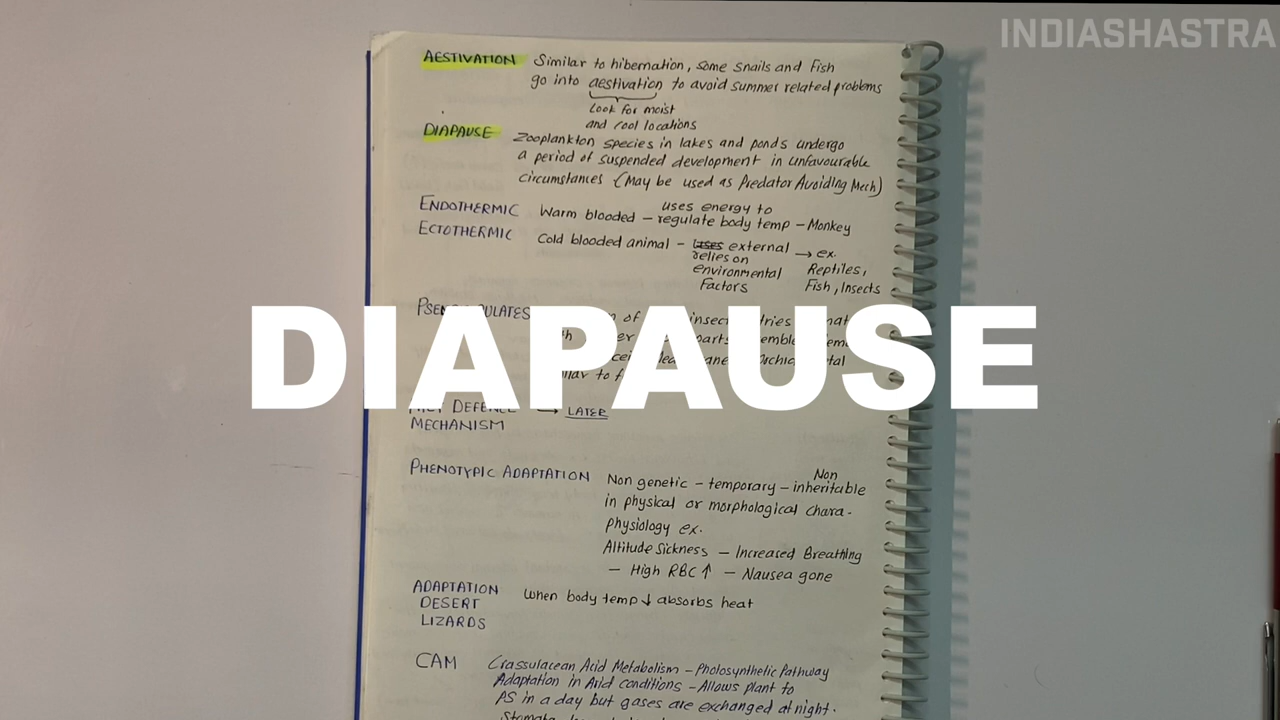 INDIASHASTRA
AESTIVATION Similar to hibernation, some snails and Fish
go into aestivation to avoid summer related problems
Look for moist
and cool locations
DIAPAUSE Zooplankton species in lakes and ponds undergo
a period of suspended development in unfavourable
circumstances (May be used as Predator Avoiding Mech)
ENDOTHERMIC Warm blooded – uses energy to
regulate body temp – Monkey
ECTOTHERMIC Cold blooded animal – uses external → ex.
relies on
environmental Reptiles,
Factors Fish, Insects
DIAPAUSE
DEFENCE → LATER
MECHANISM
PHENOTYPIC ADAPTATION Non genetic – temporary – Non inheritable
in physical or morphological chara.
Physiology ex.
Altitude Sickness – Increased Breathing
– High RBC ↑ – Nausea gone
ADAPTATION When body temp ↓ absorbs heat
DESERT
LIZARDS
CAM Crassulacean Acid Metabolism – Photosynthetic Pathway
Adaptation in Arid conditions – Allows plant to
PS in a day but gases are exchanged at night.